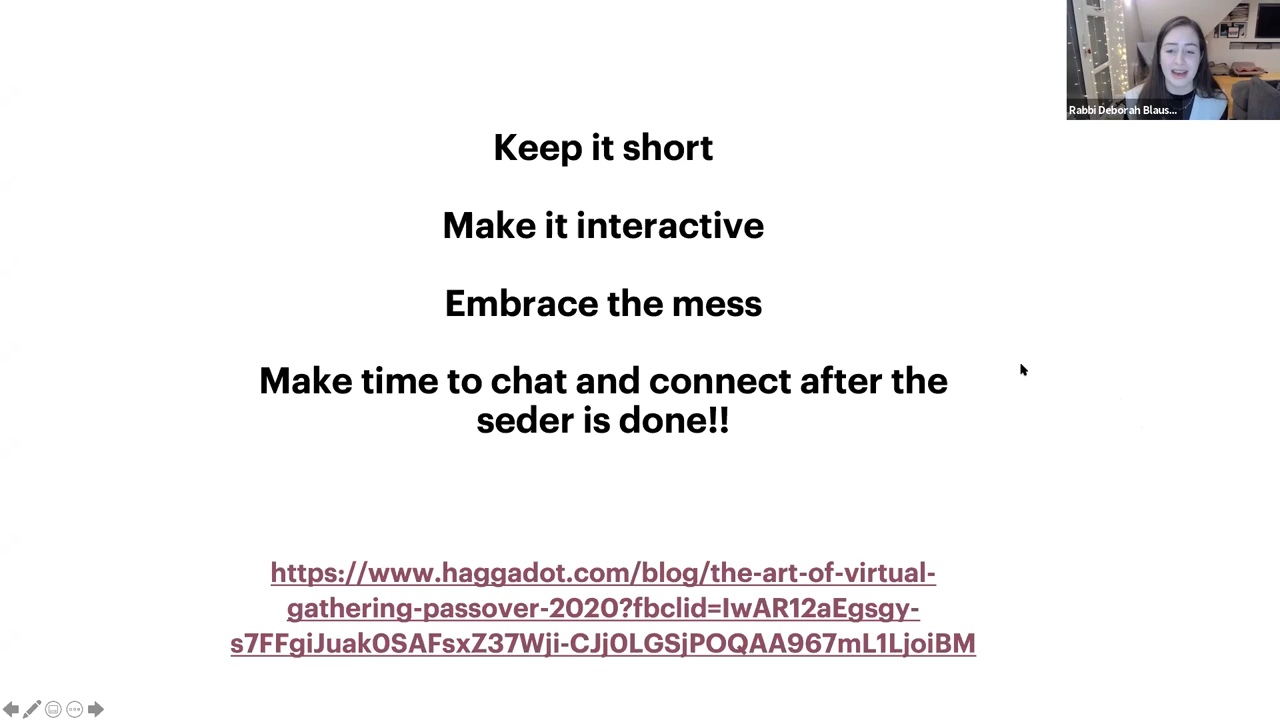 Rabbi Deborah Blaus...
Keep it short
Make it interactive
Embrace the mess
Make time to chat and connect after the
seder is done!!
https://www.haggadot.com/blog/the-art-of-virtual-
gathering-passover-2020?fbclid=IwAR12aEgsgy-
s7FFgiJuak0SAFsxZ37Wji-CJj0LGSjPOQAA967mL1LjoiBM